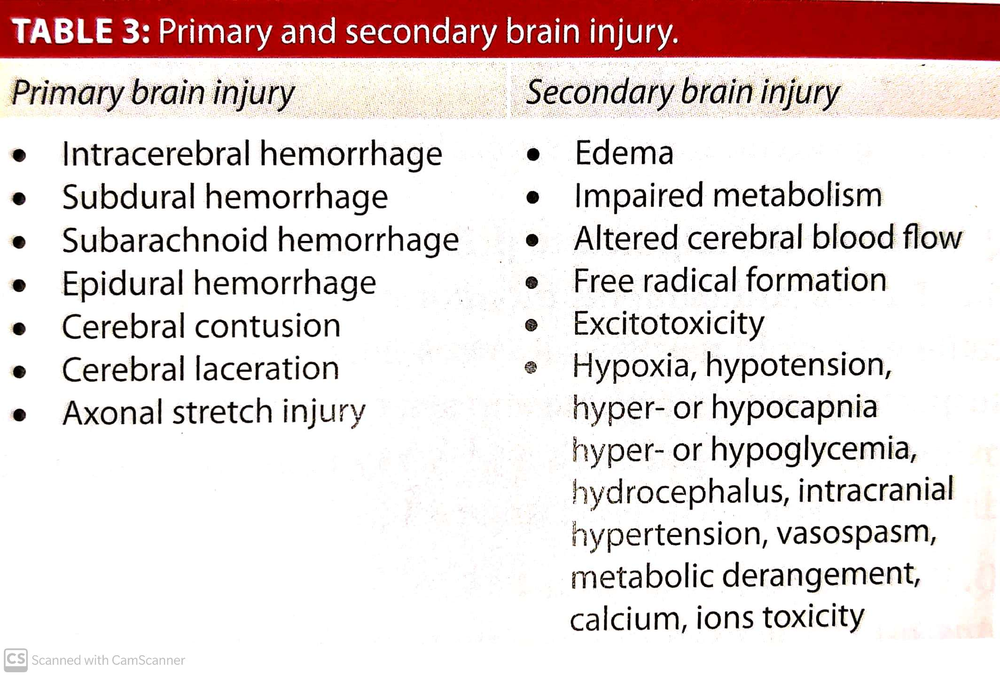 TABLE 3: Primary and secondary brain injury.
Primary brain injury
• Intracerebral hemorrhage
• Subdural hemorrhage
• Subarachnoid hemorrhage
• Epidural hemorrhage
• Cerebral contusion
• Cerebral laceration
• Axonal stretch injury
Secondary brain injury
• Edema
• Impaired metabolism
• Altered cerebral blood flow
• Free radical formation
• Excitotoxicity
• Hypoxia, hypotension,
hyper- or hypocapnia
hyper- or hypoglycemia,
hydrocephalus, intracranial
hypertension, vasospasm,
metabolic derangement,
calcium, ions toxicity
CS Scanned with CamScanner